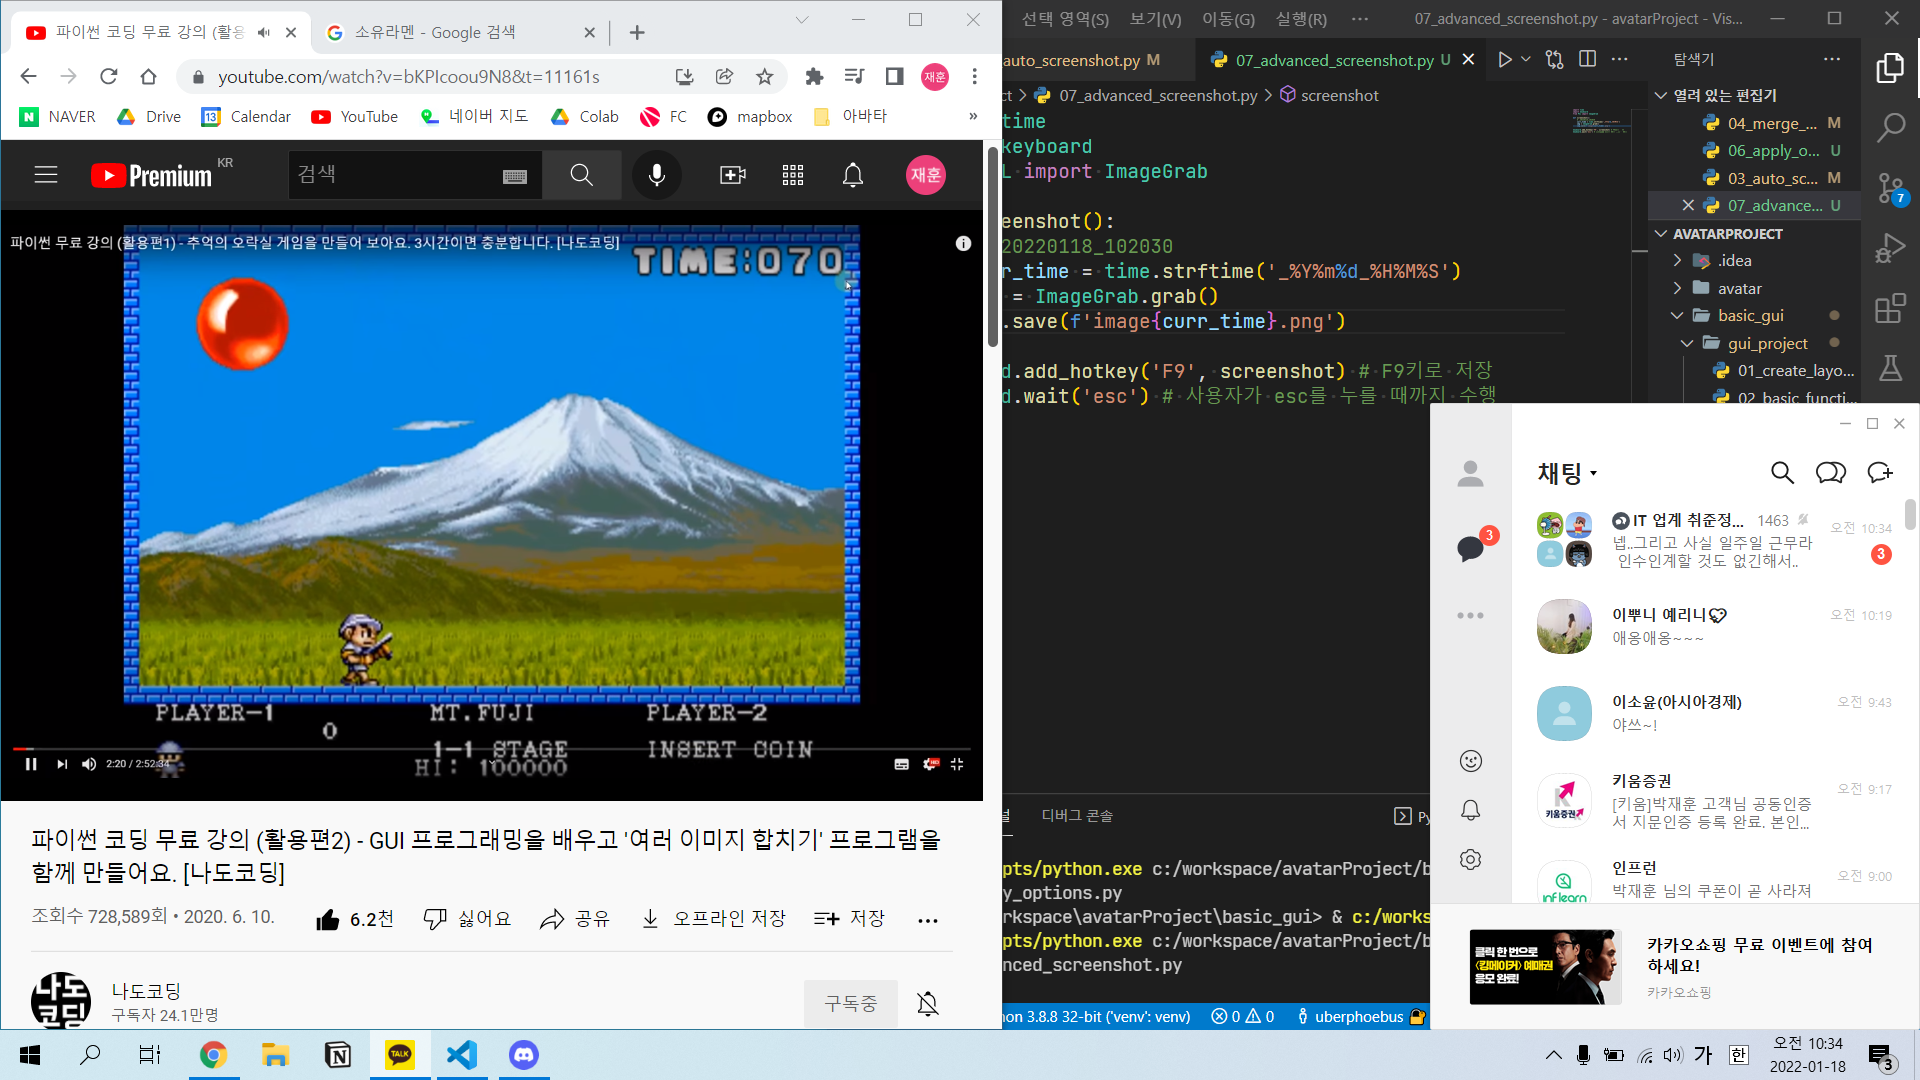 파이썬 코딩 무료 강의 (활용
소유라멘 - Google 검색
youtube.com/watch?v=bKPIcoou9N8&t=11161s
재훈
NAVER
Drive
13
Calendar
YouTube
네이버 지도
Colab
FC
mapbox
아바타
»
Premium
KR
검색
재훈
파이썬 무료 강의 (활용편1) - 추억의 오락실 게임을 만들어 보아요. 3시간이면 충분합니다. [나도코딩]
TIME:070
PLAYER-1
MT.FUJI
PLAYER-2
0
1-1 STAGE
INSERT COIN
HI: 100000
2:20 / 2:52:34
파이썬 코딩 무료 강의 (활용편2) - GUI 프로그래밍을 배우고 '여러 이미지 합치기' 프로그램을
함께 만들어요. [나도코딩]
조회수 728,589회 • 2020. 6. 10.
6.2천
싫어요
공유
오프라인 저장
저장
나도
코딩
나도코딩
구독자 24.1만명
구독중
선택 영역(S) 보기(V) 이동(G) 실행(R) ···
07_advanced_screenshot.py - avatarProject - Vis...
auto_screenshot.py M
07_advanced_screenshot.py U
탐색기
ct > 07_advanced_screenshot.py > screenshot
time
keyboard
L import ImageGrab
eenshot():
20220118_102030
r_time = time.strftime('_%Y%m%d_%H%M%S')
= ImageGrab.grab()
.save(f'image{curr_time}.png')
d.add_hotkey('F9', screenshot) # F9키로 저장
d.wait('esc') # 사용자가 esc를 누를 때까지 수행
열려 있는 편집기
04_merge_... M
06_apply_o... U
03_auto_sc... M
07_advance... U
AVATARPROJECT
.idea
avatar
basic_gui
gui_project
01_create_layo...
02_basic_functi...
7
디버그 콘솔
Py
pts/python.exe c:/workspace/avatarProject/b
y_options.py
rkspace\avatarProject\basic_gui> & c:/works
pts/python.exe c:/workspace/avatarProject/b
nced_screenshot.py
hon 3.8.8 32-bit ('venv': venv)
0
0
uberphoebus
채팅
3
IT 업계 취준정... 1463
오전 10:34
넵..그리고 사실 일주일 근무라
인수인계할 것도 없긴해서..
3
이뿌니 예리니
오전 10:19
애옹애옹~~~
이소윤(아시아경제)
오전 9:43
야쓰~!
키움증권
키움증권
오전 9:17
[키움]박재훈 고객님 공동인증
서 지문인증 등록 완료. 본인...
인프런
오전 9:00
박재훈 님의 쿠폰이 곧 사라져
inflearn
클릭 한 번으로
<킹메이커> 예매권
응모 완료!
카카오쇼핑 무료 이벤트에 참여
하세요!
카카오쇼핑
TALK
가
한
오전 10:34
2022-01-18
3